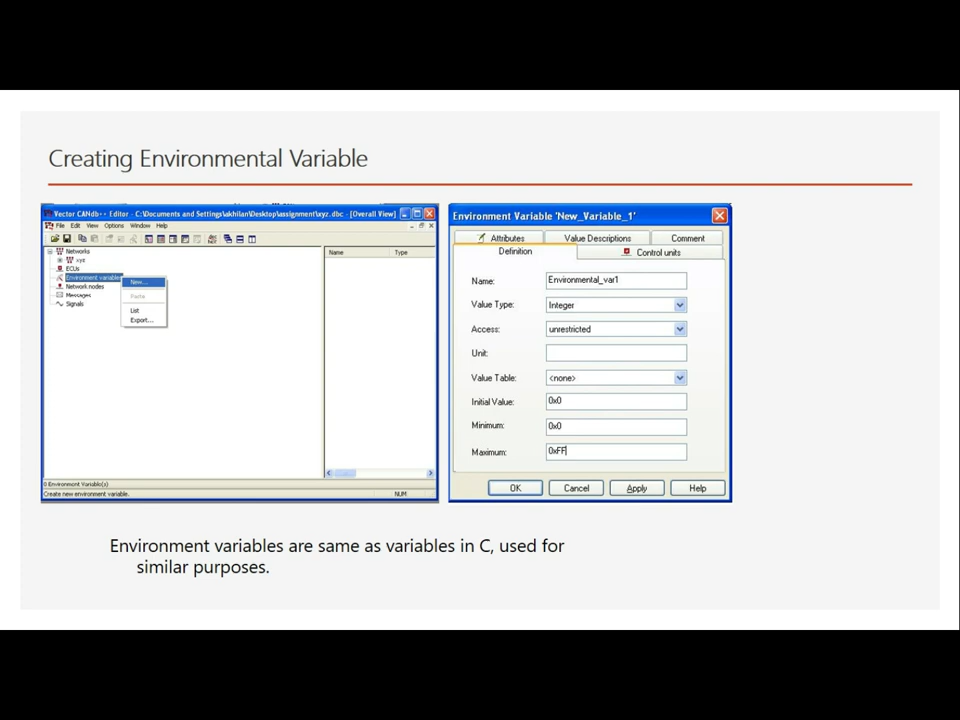 Creating Environmental Variable
Vector CANdb++ Editor - C:\Documents and Settings\akhilan\Desktop\assignment\xyz.dbc - [Overall View]
File Edit View Options Window Help
Networks
xyz
ECUs
Environment variables
Network nodes
Messages
Signals
New...
Paste
List
Export...
Name Type
0 Environment Variable(s)
Create new environment variable.
NUM
Environment Variable 'New_Variable_1'
Attributes Value Descriptions Comment
Definition Control units
Name: Environmental_var1
Value Type: Integer
Access: unrestricted
Unit:
Value Table: <none>
Initial Value: 0x0
Minimum: 0x0
Maximum: 0xFF
OK Cancel Apply Help
Environment variables are same as variables in C, used for
similar purposes.